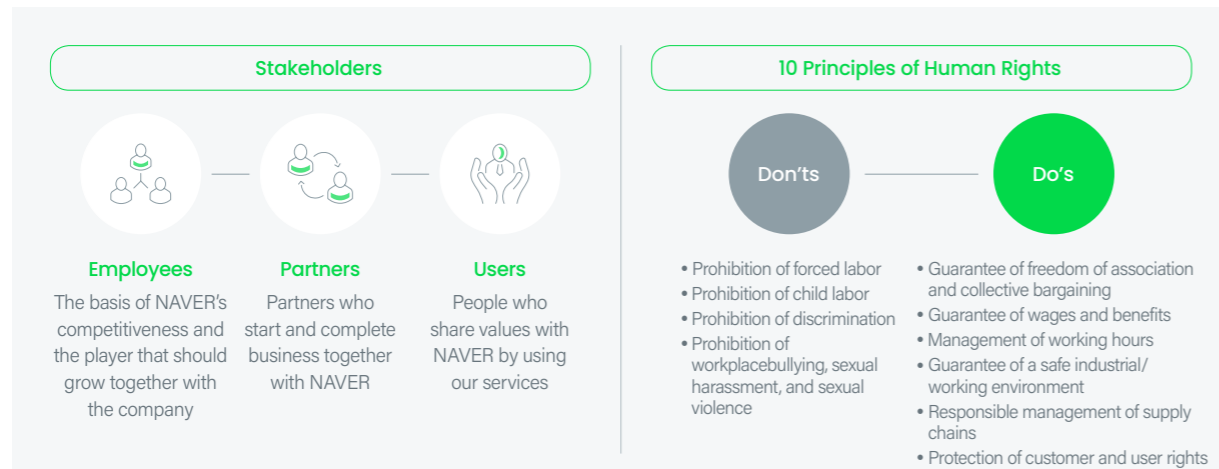 Stakeholders
Employees
The basis of NAVER's
competitiveness and
the player that should
grow together with
the company
Partners
Partners who
start and complete
business together
with NAVER
Users
People who
share values with
NAVER by using
our services
10 Principles of Human Rights
Don'ts
• Prohibition of forced labor
• Prohibition of child labor
• Prohibition of discrimination
• Prohibition of
workplacebullying, sexual
harassment, and sexual
violence
Do's
• Guarantee of freedom of association
and collective bargaining
• Guarantee of wages and benefits
• Management of working hours
• Guarantee of a safe industrial/
working environment
• Responsible management of supply
chains
• Protection of customer and user rights